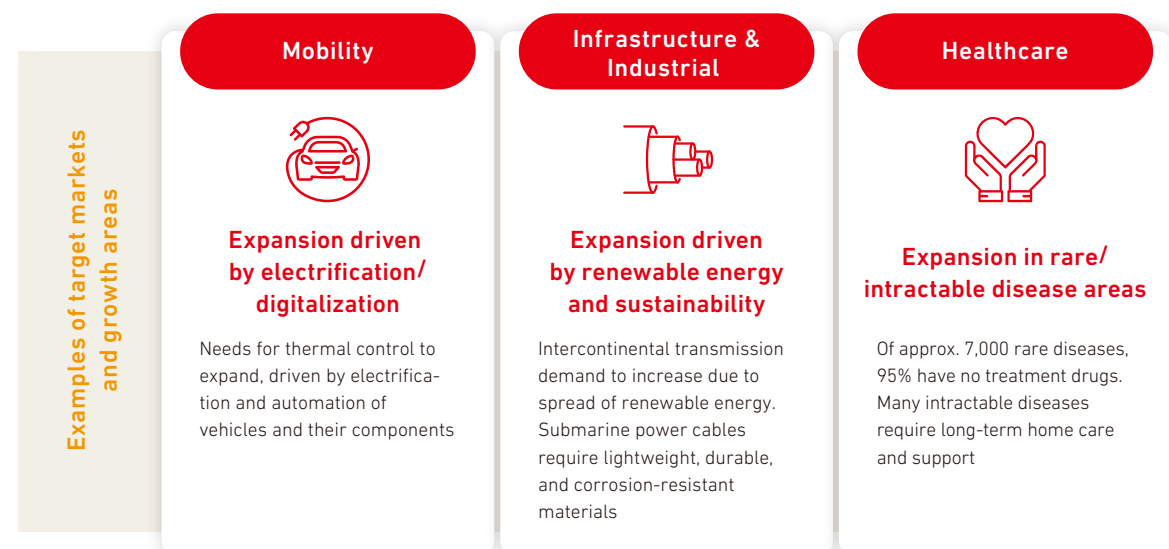 Examples of target markets
and growth areas
Mobility
Expansion driven
by electrification/
digitalization
Needs for thermal control to
expand, driven by electrifica-
tion and automation of
vehicles and their components
Infrastructure &
Industrial
Expansion driven
by renewable energy
and sustainability
Intercontinental transmission
demand to increase due to
spread of renewable energy.
Submarine power cables
require lightweight, durable,
and corrosion-resistant
materials
Healthcare
Expansion in rare/
intractable disease areas
Of approx. 7,000 rare diseases,
95% have no treatment drugs.
Many intractable diseases
require long-term home care
and support